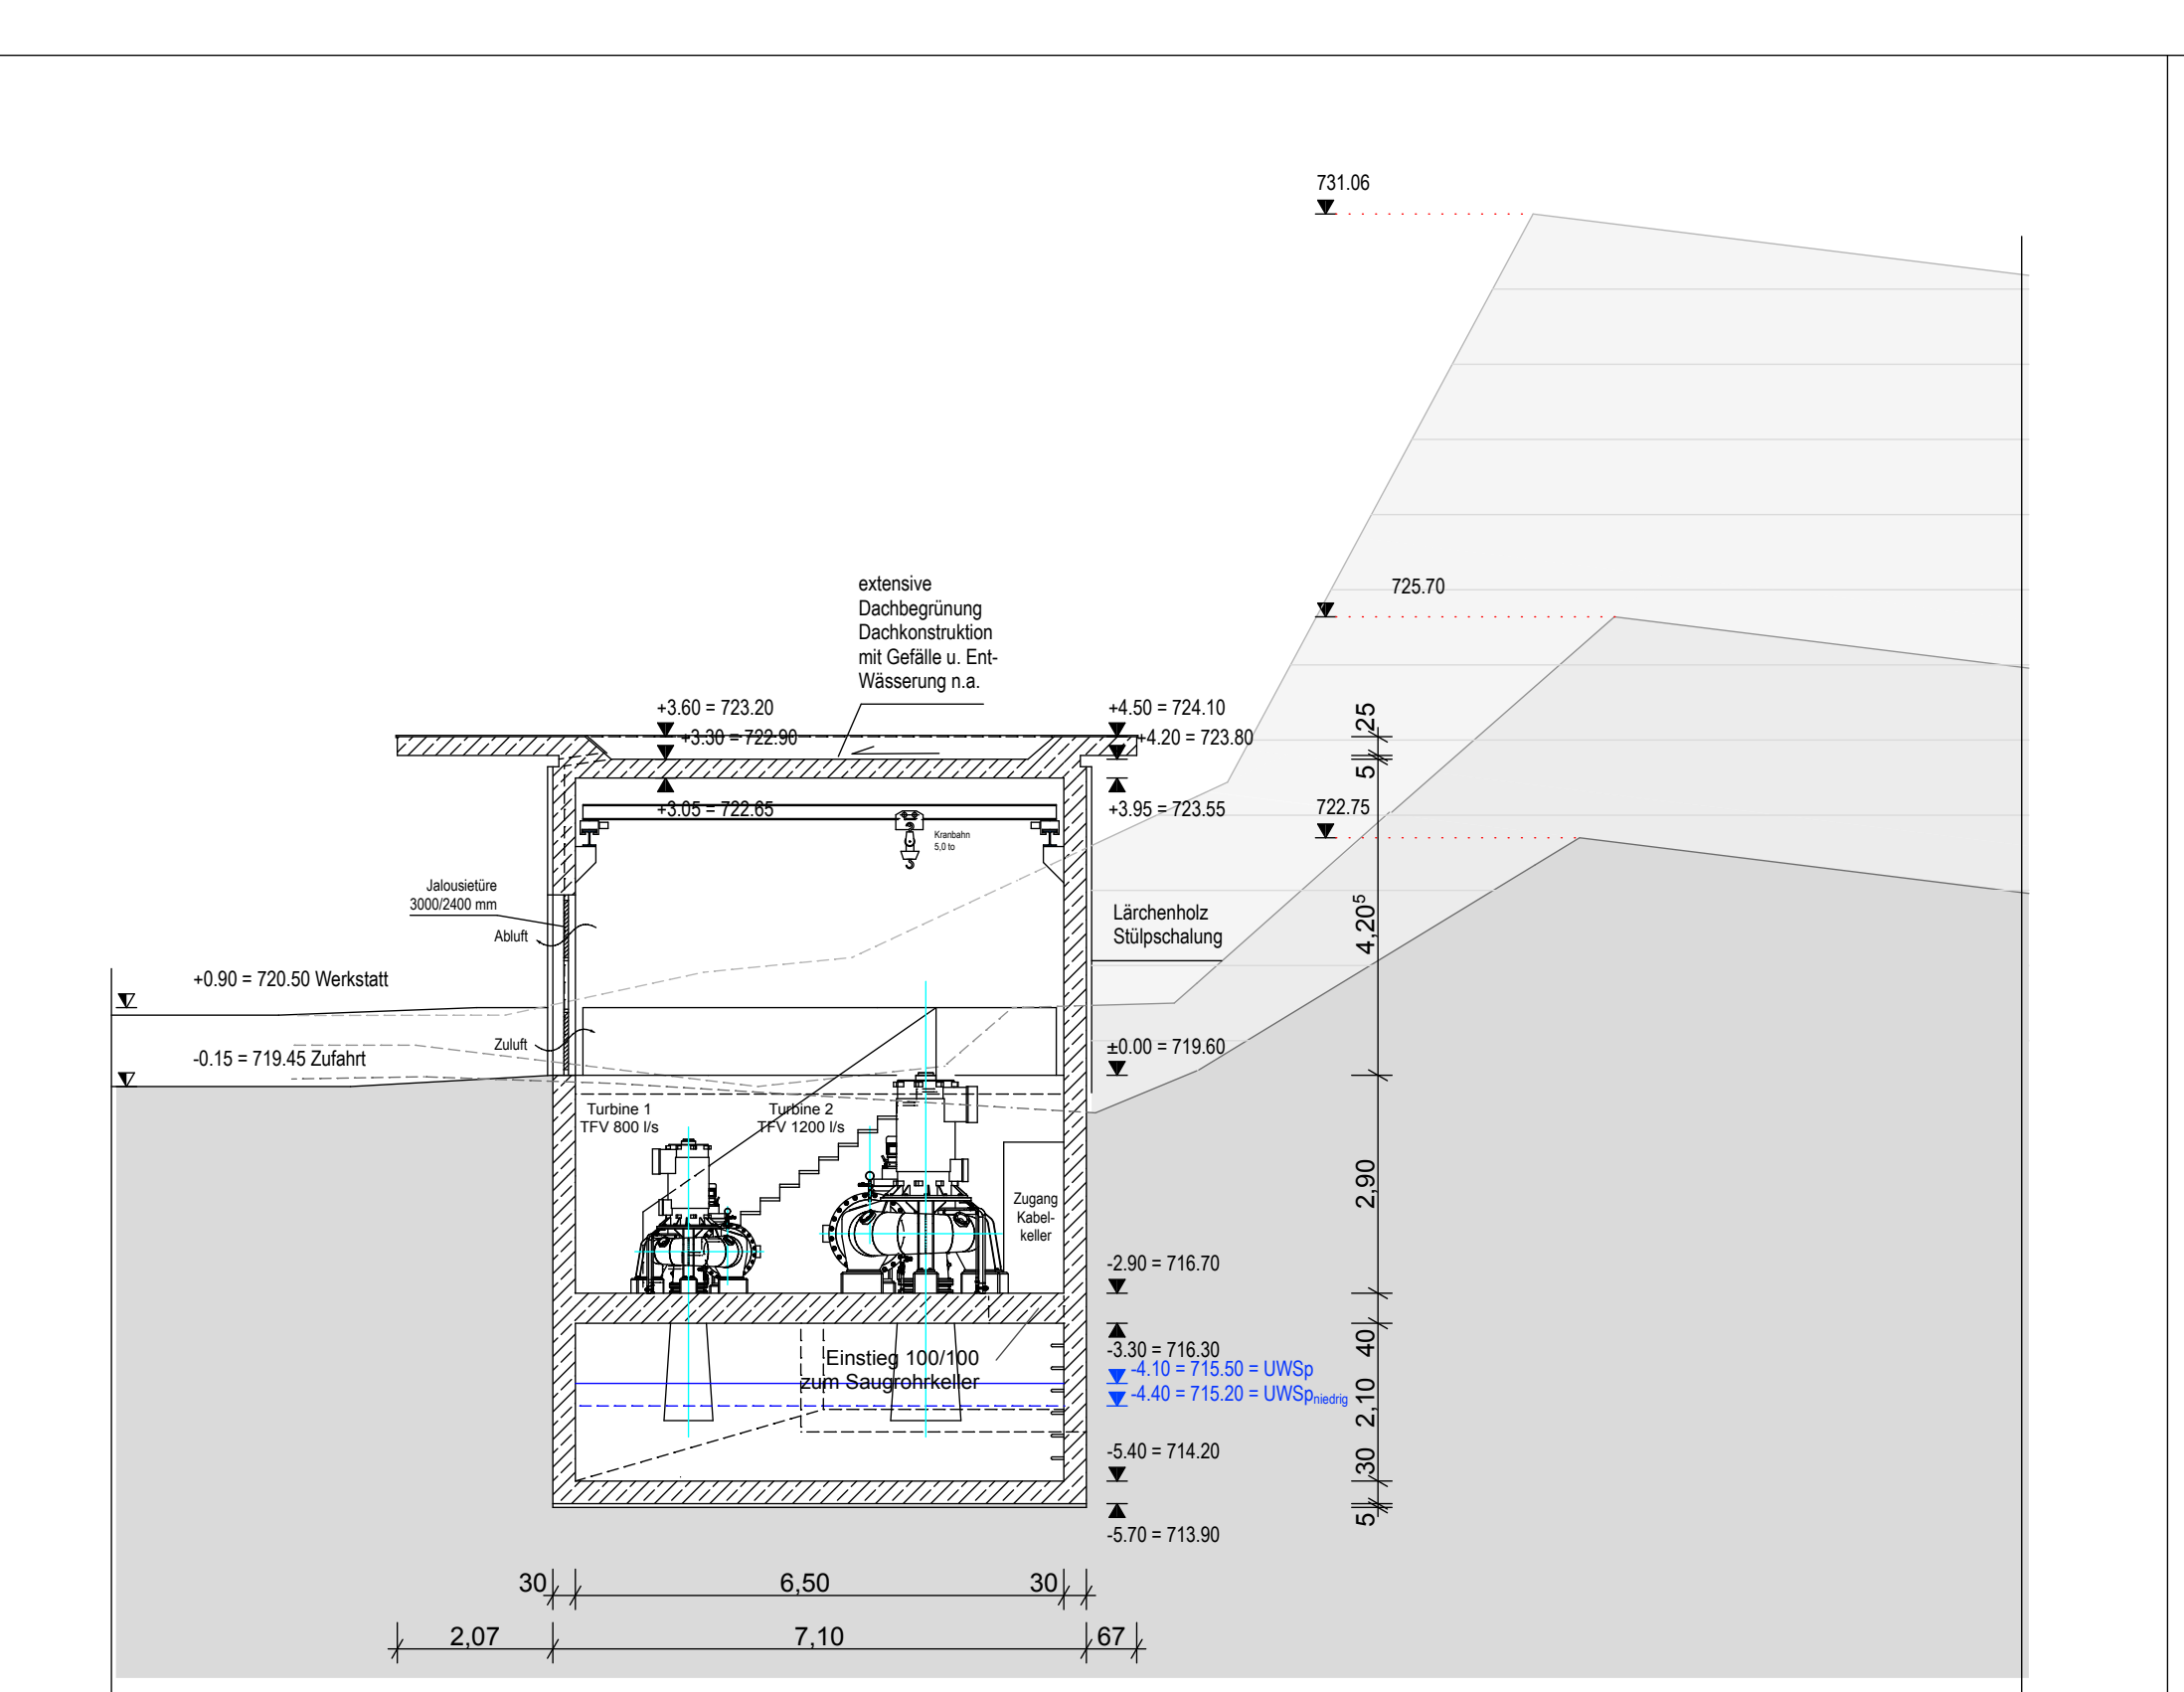 731.06
725.70
extensive
Dachbegrünung
Dachkonstruktion
mit Gefälle u. Ent-
Wässerung n.a.
+3.60 = 723.20
+3.30 = 722.90
+3.05 = 722.65
+4.50 = 724.10
+4.20 = 723.80
+3.95 = 723.55
722.75
25
5
4,20⁵
2,90
40
2,10
30
5
Kranbahn
5,0 to
Jalousietüre
3000/2400 mm
Abluft
Zuluft
Lärchenholz
Stülpschalung
+0.90 = 720.50 Werkstatt
-0.15 = 719.45 Zufahrt
±0.00 = 719.60
Turbine 1
TFV 800 l/s
Turbine 2
TFV 1200 l/s
Zugang
Kabel-
keller
-2.90 = 716.70
-3.30 = 716.30
-4.10 = 715.50 = UWSp
-4.40 = 715.20 = UWSpniedrig
Einstieg 100/100
zum Saugrohrkeller
-5.40 = 714.20
-5.70 = 713.90
30 6,50 30
2,07 7,10 67